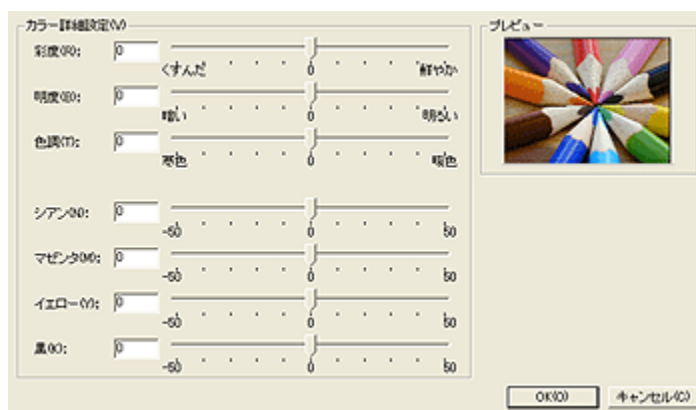 カラー詳細設定(V)
彩度(R): 0
くすんだ 0 鮮やか
明度(B): 0
暗い 0 明るい
色調(T): 0
寒色 0 暖色
シアン(N): 0
-50 0 50
マゼンタ(M): 0
-50 0 50
イエロー(Y): 0
-50 0 50
黒(K): 0
-50 0 50
プレビュー
OK(O)
キャンセル(C)